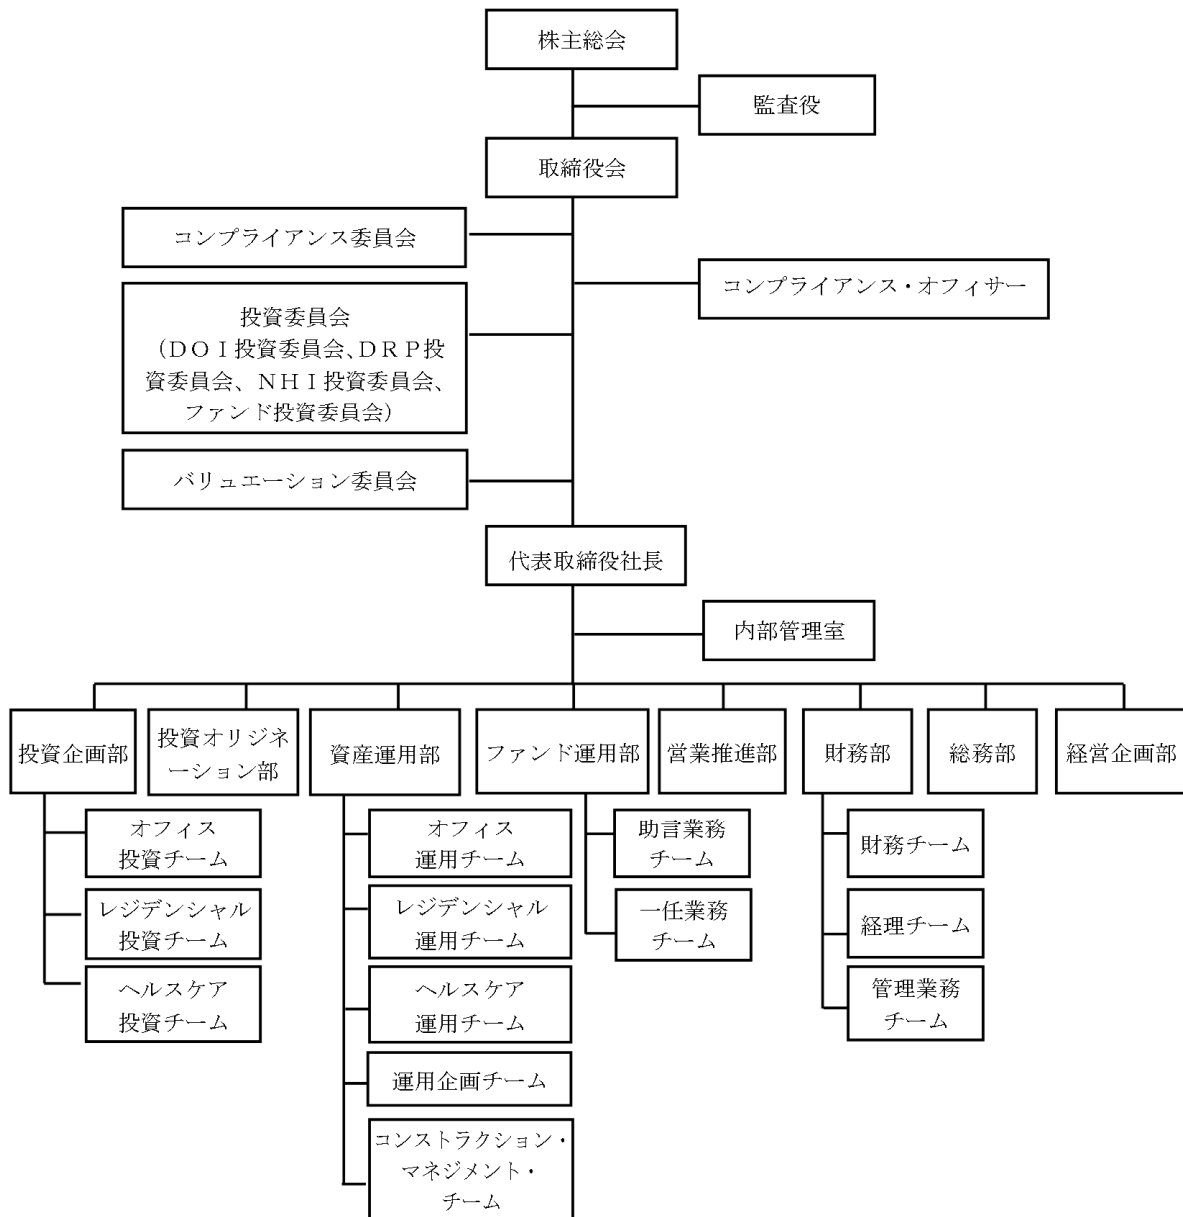 株主総会
監査役
取締役会
コンプライアンス委員会
コンプライアンス・オフィサー
投資委員会
（ＤＯＩ投資委員会、ＤＲＰ投
資委員会、ＮＨＩ投資委員会、
ファンド投資委員会）
バリュエーション委員会
代表取締役社長
内部管理室
投資企画部
投資オリジネ
ーション部
資産運用部
ファンド運用部
営業推進部
財務部
総務部
経営企画部
オフィス
投資チーム
レジデンシャル
投資チーム
ヘルスケア
投資チーム
オフィス
運用チーム
レジデンシャル
運用チーム
ヘルスケア
運用チーム
運用企画チーム
コンストラクション・
マネジメント・
チーム
助言業務
チーム
一任業務
チーム
財務チーム
経理チーム
管理業務
チーム